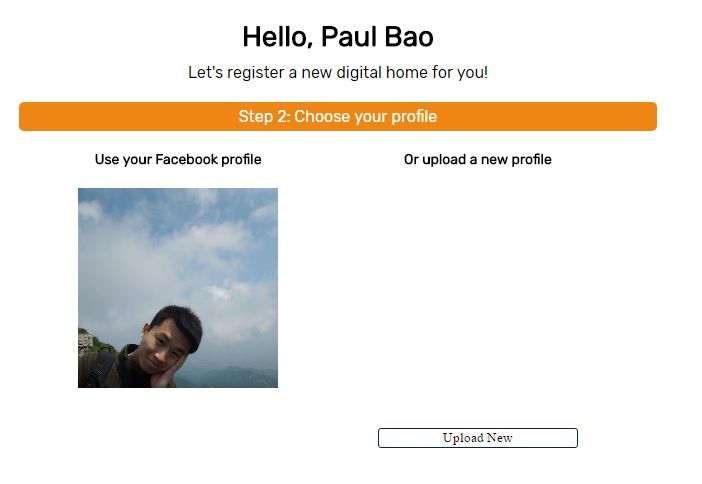 Hello, Paul Bao
Let's register a new digital home for you!
Step 2: Choose your profile
Use your Facebook profile
Or upload a new profile
Upload New